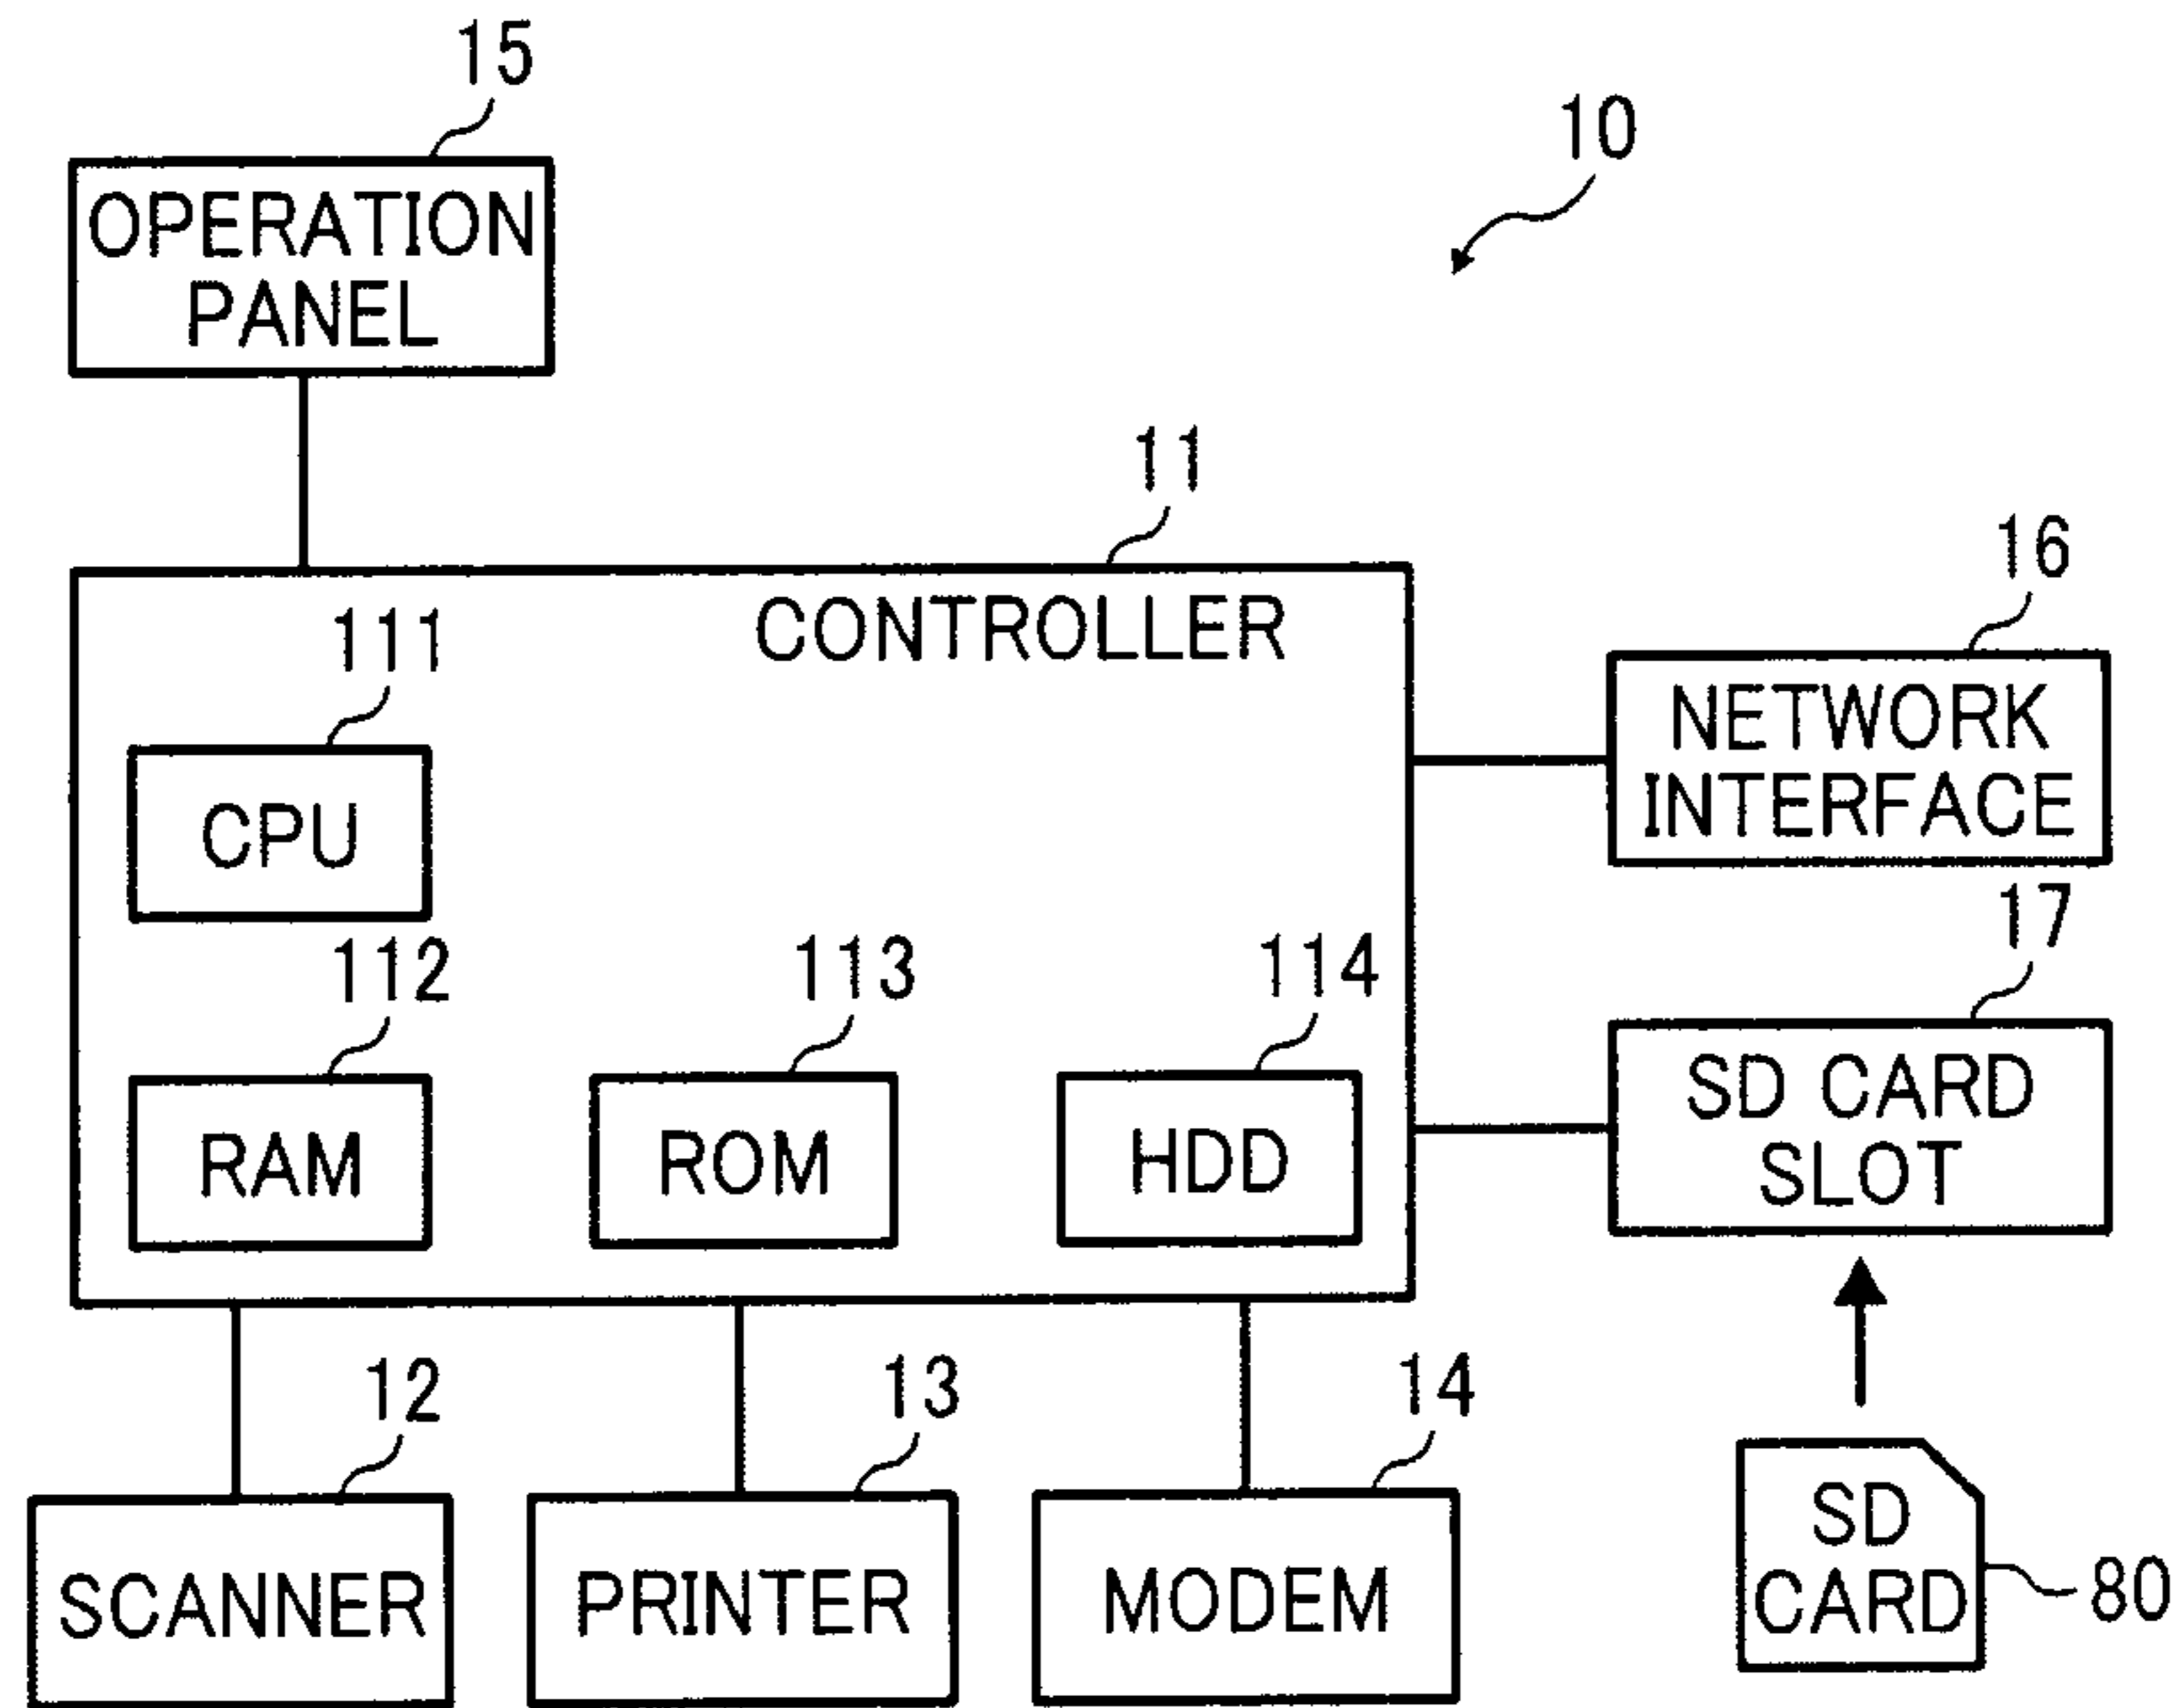 15
10
OPERATION
PANEL
11
CONTROLLER
16
111
NETWORK
INTERFACE
CPU
17
112
113
114
SD CARD
SLOT
RAM
ROM
HDD
12
13
14
SCANNER
PRINTER
MODEM
SD
CARD
80